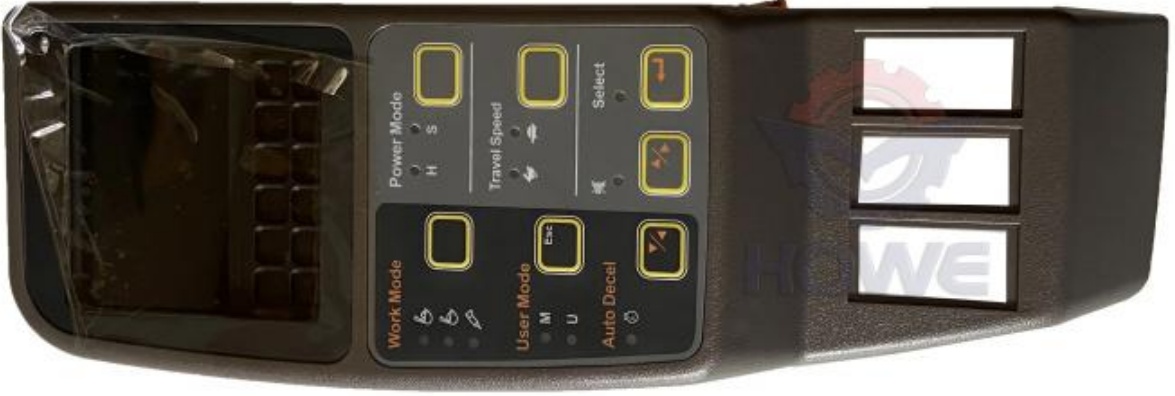 Work Mode
Power Mode
H S
User Mode
Esc
M
U
Travel Speed
Auto Decel
Select
HOWE